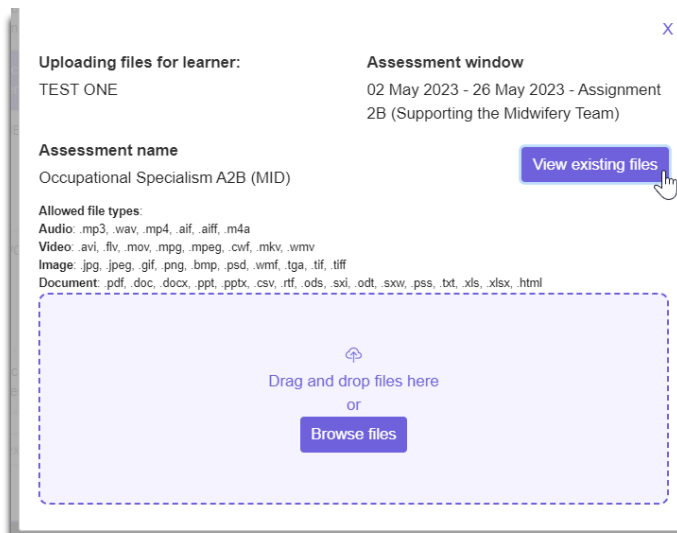 X
Uploading files for learner:
TEST ONE
Assessment window
02 May 2023 - 26 May 2023 - Assignment
2B (Supporting the Midwifery Team)
Assessment name
Occupational Specialism A2B (MID)
View existing files
Allowed file types:
Audio: .mp3, .wav, .mp4, .aif, .aiff, .m4a
Video: .avi, .flv, .mov, .mpg, .mpeg, .cwf, .mkv, .wmv
Image: .jpg, .jpeg, .gif, .png, .bmp, .psd, .wmf, .tga, .tif, .tiff
Document: .pdf, .doc, .docx, .ppt, .pptx, .csv, .rtf, .ods, .sxi, .odt, .sxw, .pss, .txt, .xls, .xlsx, .html
Drag and drop files here
or
Browse files